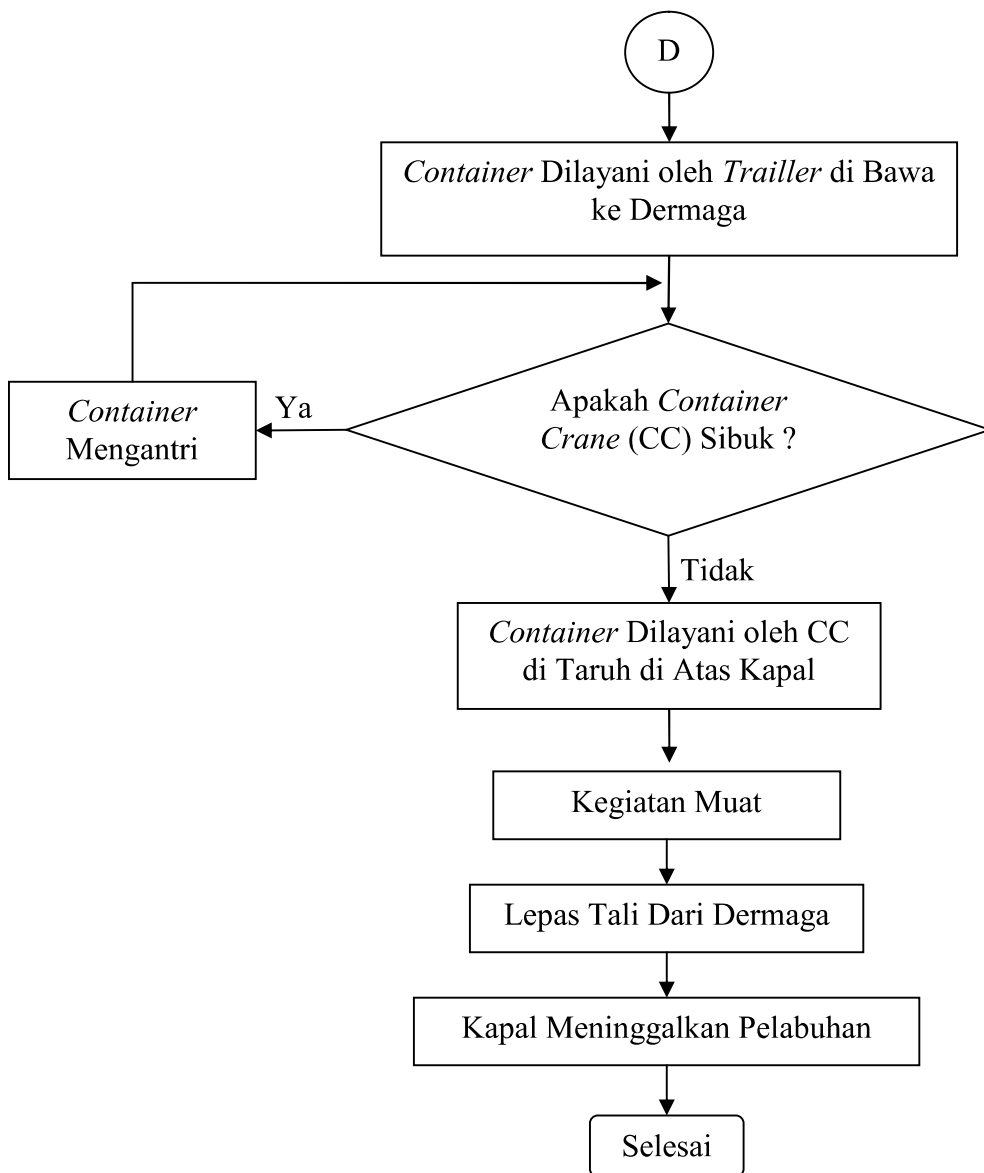 D
Container Dilayani oleh Trailler di Bawa
ke Dermaga
Apakah Container
Crane (CC) Sibuk ?
Ya
Container
Mengantri
Tidak
Container Dilayani oleh CC
di Taruh di Atas Kapal
Kegiatan Muat
Lepas Tali Dari Dermaga
Kapal Meninggalkan Pelabuhan
Selesai